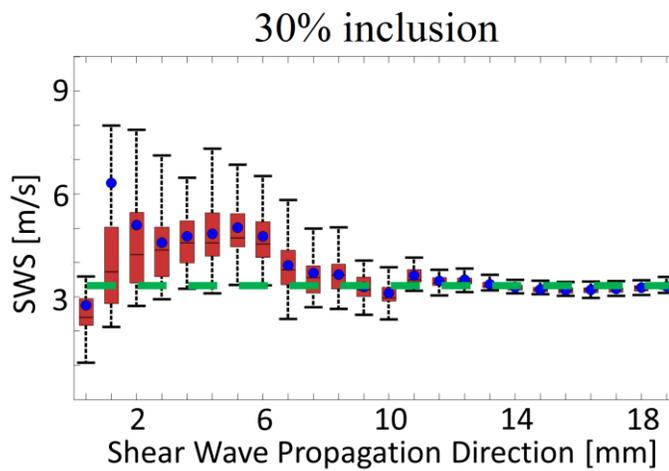 30% inclusion
9
6
3
SWS [m/s]
2 6 10 14 18
Shear Wave Propagation Direction [mm]